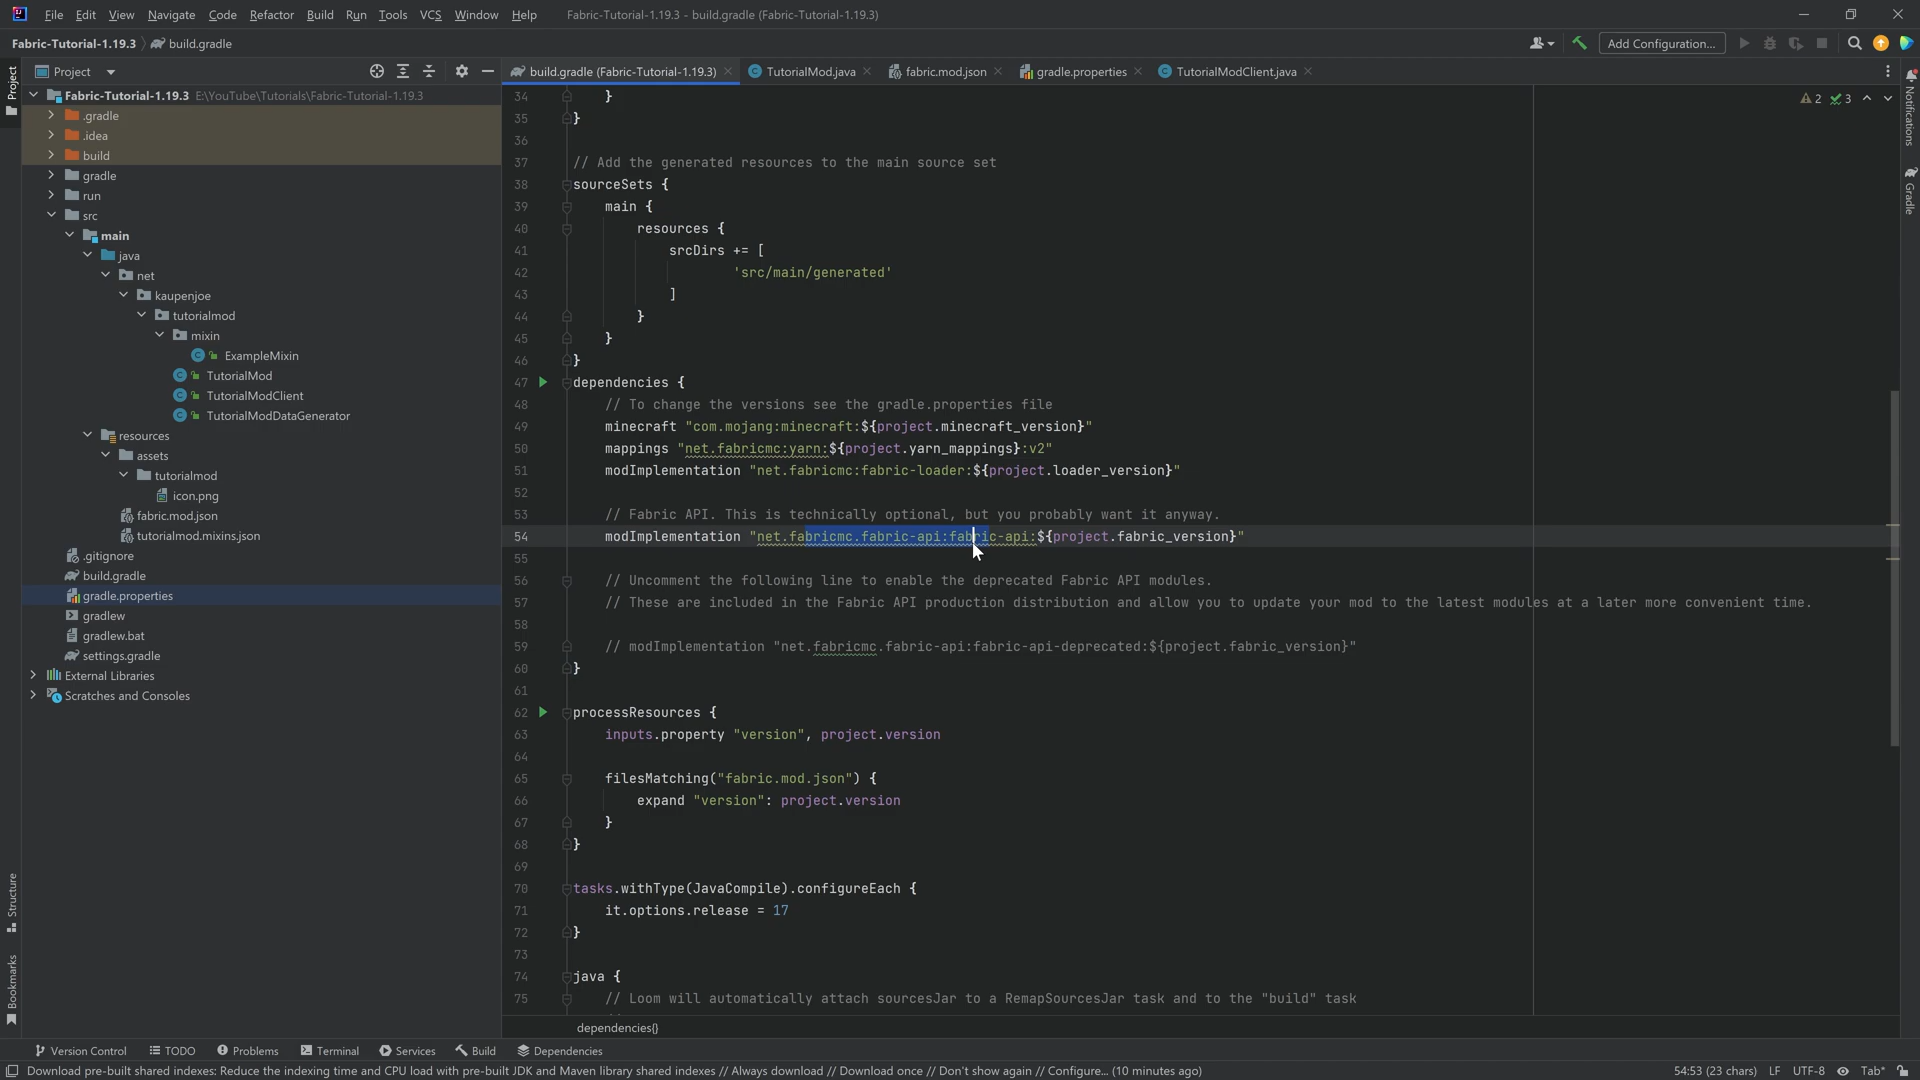 File Edit View Navigate Code Refactor Build Run Tools VCS Window Help Fabric-Tutorial-1.19.3 - build.gradle (Fabric-Tutorial-1.19.3)
Fabric-Tutorial-1.19.3 build.gradle Add Configuration...
Project build.gradle (Fabric-Tutorial-1.19.3) TutorialMod.java fabric.mod.json gradle.properties TutorialModClient.java
Project
Structure
Bookmarks
Notifications
Gradle
Fabric-Tutorial-1.19.3 E:\YouTube\Tutorials\Fabric-Tutorial-1.19.3
.gradle
.idea
build
gradle
run
src
main
java
net
kaupenjoe
tutorialmod
mixin
ExampleMixin
TutorialMod
TutorialModClient
TutorialModDataGenerator
resources
assets
tutorialmod
icon.png
fabric.mod.json
tutorialmod.mixins.json
.gitignore
build.gradle
gradle.properties
gradlew
gradlew.bat
settings.gradle
External Libraries
Scratches and Consoles
2 3
34 }
35 }
36
37 // Add the generated resources to the main source set
38 sourceSets {
39 main {
40 resources {
41 srcDirs += [
42 'src/main/generated'
43 ]
44 }
45 }
46 }
47 dependencies {
48 // To change the versions see the gradle.properties file
49 minecraft "com.mojang:minecraft:${project.minecraft_version}"
50 mappings "net.fabricmc:yarn:${project.yarn_mappings}:v2"
51 modImplementation "net.fabricmc:fabric-loader:${project.loader_version}"
52
53 // Fabric API. This is technically optional, but you probably want it anyway.
54 modImplementation "net.fabricmc.fabric-api:fabric-api:${project.fabric_version}"
55
56 // Uncomment the following line to enable the deprecated Fabric API modules.
57 // These are included in the Fabric API production distribution and allow you to update your mod to the latest modules at a later more convenient time.
58
59 // modImplementation "net.fabricmc.fabric-api:fabric-api-deprecated:${project.fabric_version}"
60 }
61
62 processResources {
63 inputs.property "version", project.version
64
65 filesMatching("fabric.mod.json") {
66 expand "version": project.version
67 }
68 }
69
70 tasks.withType(JavaCompile).configureEach {
71 it.options.release = 17
72 }
73
74 java {
75 // Loom will automatically attach sourcesJar to a RemapSourcesJar task and to the "build" task
dependencies{}
Version Control TODO Problems Terminal Services Build Dependencies
Download pre-built shared indexes: Reduce the indexing time and CPU load with pre-built JDK and Maven library shared indexes // Always download // Download once // Don't show again // Configure... (10 minutes ago) 54:53 (23 chars) LF UTF-8 Tab*